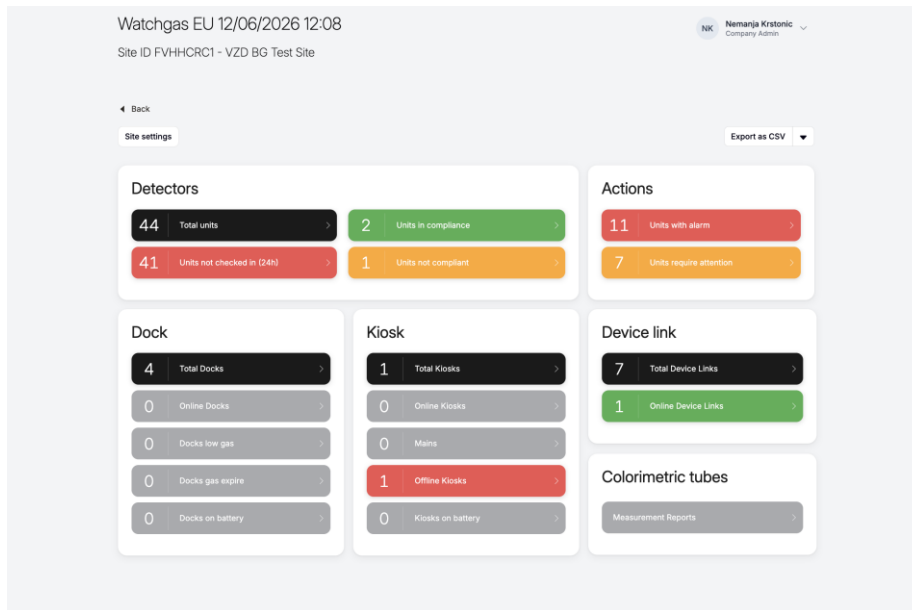 Watchgas EU 12/06/2026 12:08
NK
Nemanja Krstonic
Company Admin
Site ID FVHHCRC1 - VZD BG Test Site
Back
Site settings
Export as CSV
Detectors
44 Total units
2 Units in compliance
41 Units not checked in (24h)
1 Units not compliant
Actions
11 Units with alarm
7 Units require attention
Dock
4 Total Docks
0 Online Docks
0 Docks low gas
0 Docks gas expire
0 Docks on battery
Kiosk
1 Total Kiosks
0 Online Kiosks
0 Mains
1 Offline Kiosks
0 Kiosks on battery
Device link
7 Total Device Links
1 Online Device Links
Colorimetric tubes
Measurement Reports